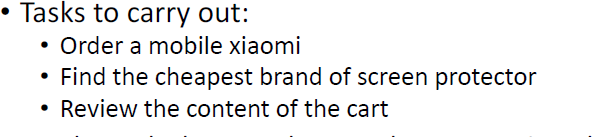 • Tasks to carry out:
• Order a mobile xiaomi
• Find the cheapest brand of screen protector
• Review the content of the cart